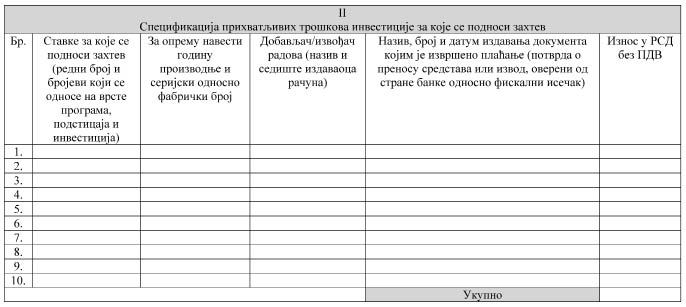 II
Спецификација прихватљивих трошкова инвестиције за које се подноси захтев
Бр.
Ставке за које се
подноси захтев
(редни број и
бројеви који се
односе на врсте
програма,
подстицаја и
инвестиција)
За опрему навести
годину
производње и
серијски односно
фабрички број
Добављач/извођач
радова (назив и
седиште издаваоца
рачуна)
Назив, број и датум издавања документа
којим је извршено плаћање (потврда о
преносу средстава или извод, оверени од
стране банке односно фискални исечак)
Износ у РСД
без ПДВ
1.
2.
3.
4.
5.
6.
7.
8.
9.
10.
Укупно